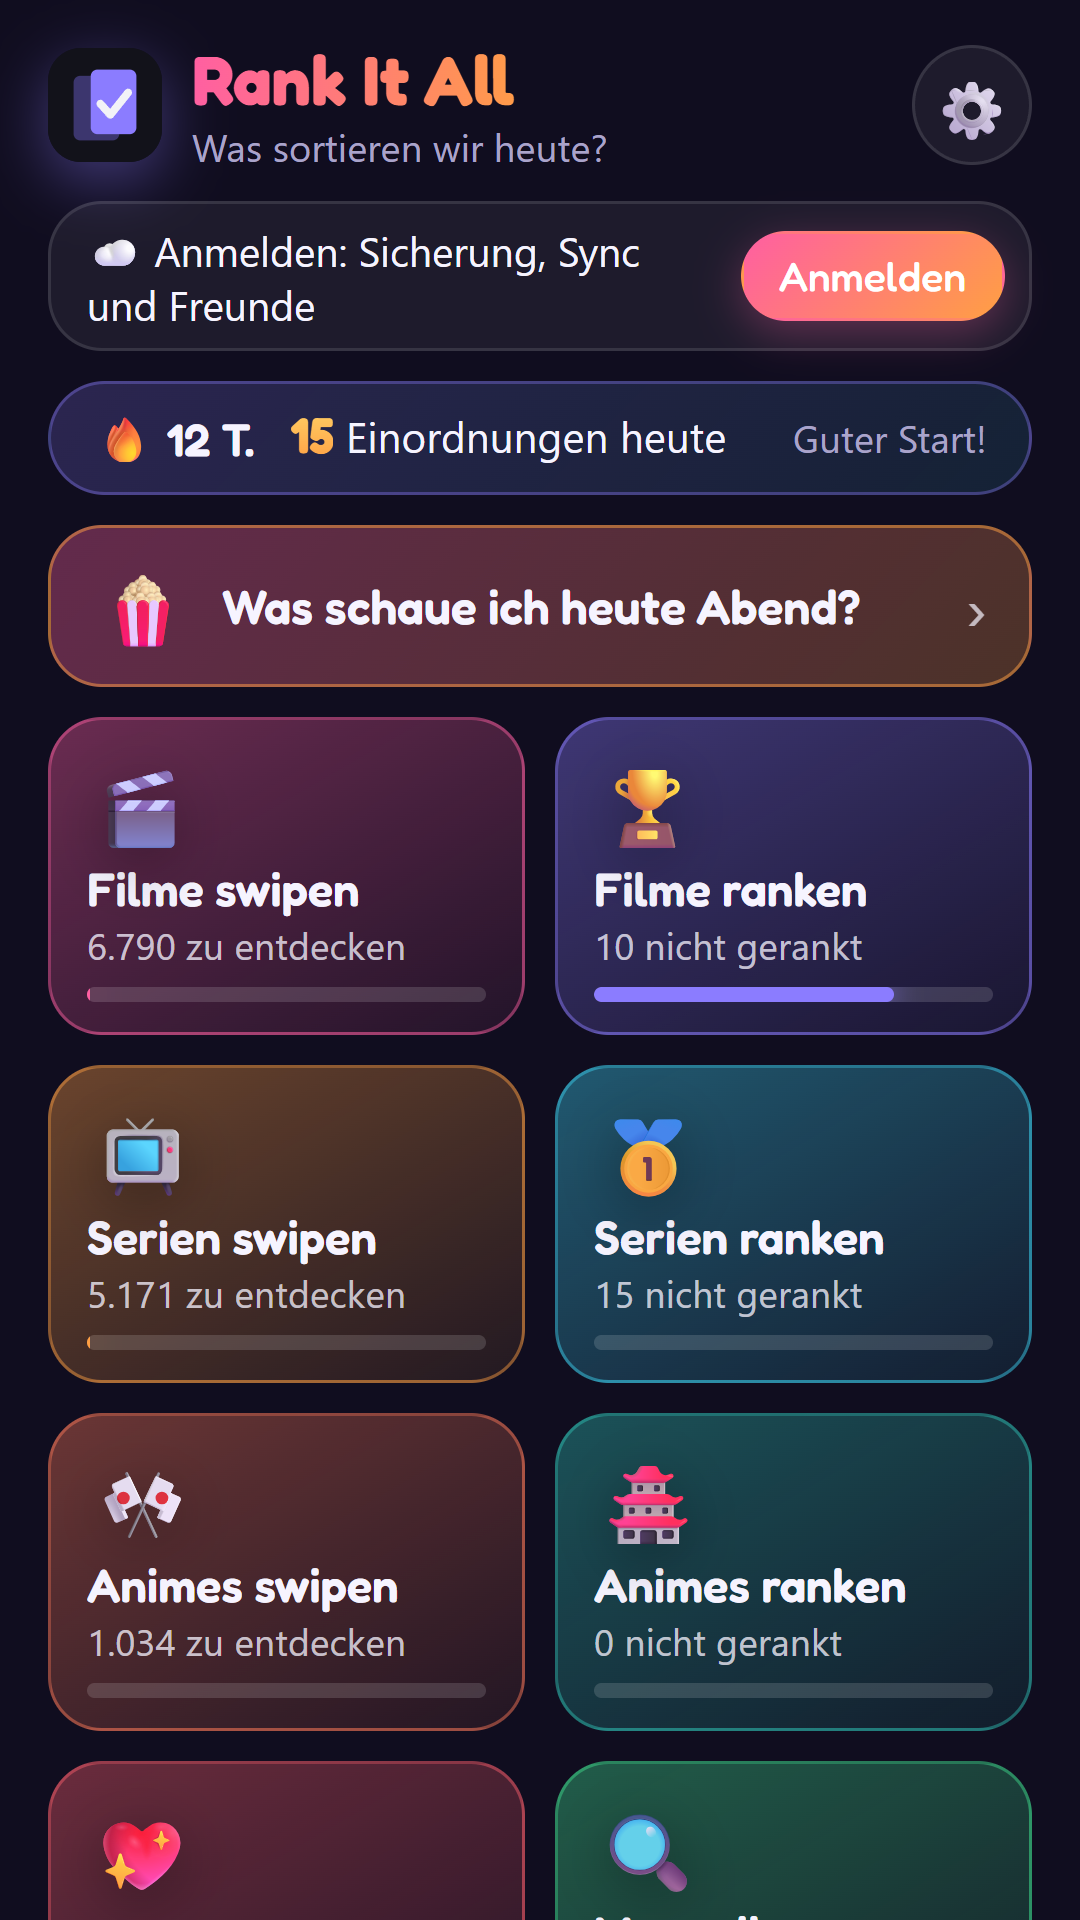 Rank It All
Was sortieren wir heute?
Anmelden: Sicherung, Sync
und Freunde
Anmelden
12 T. 15 Einordnungen heute
Guter Start!
Was schaue ich heute Abend?
Filme swipen
6.790 zu entdecken
Filme ranken
10 nicht gerankt
Serien swipen
5.171 zu entdecken
1
Serien ranken
15 nicht gerankt
Animes swipen
1.034 zu entdecken
Animes ranken
0 nicht gerankt